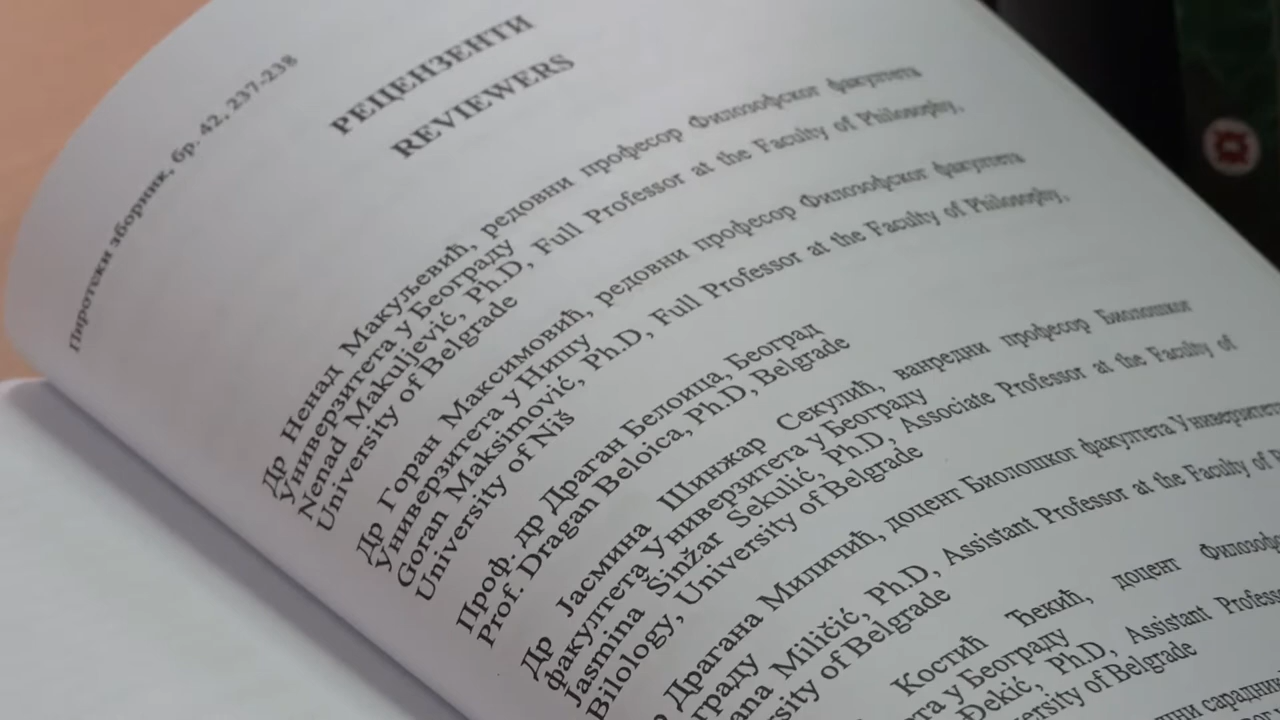 Пиротски зборник, бр. 42, 237-238
РЕЦЕНЗЕНТИ
REVIEWERS
Др Ненад Макуљевић, редовни професор Филозофског факултета
Универзитета у Београду
Nenad Makuljević, Ph.D, Full Professor at the Faculty of Philosophy,
University of Belgrade
Др Горан Максимовић, редовни професор Филозофског факултета
Универзитета у Нишу
Goran Maksimović, Ph.D, Full Professor at the Faculty of Philosophy,
University of Niš
Проф. др Драган Белоица, Београд
Prof. Dragan Beloica, Ph.D, Belgrade
Др Јасмина Шинжар Секулић, ванредни професор Биолошког
факултета Универзитета у Београду
Jasmina Šinžar Sekulić, Ph.D, Associate Professor at the Faculty of
Bilology, University of Belgrade
Драгана Миличић, доцент Биолошког факултета Универзитета
Miličić, Ph.D, Assistant Professor at the Faculty of
of Belgrade
Костић Ђекић, доцент
у Београду
Đekić, Ph.D, Assistant
of Belgrade